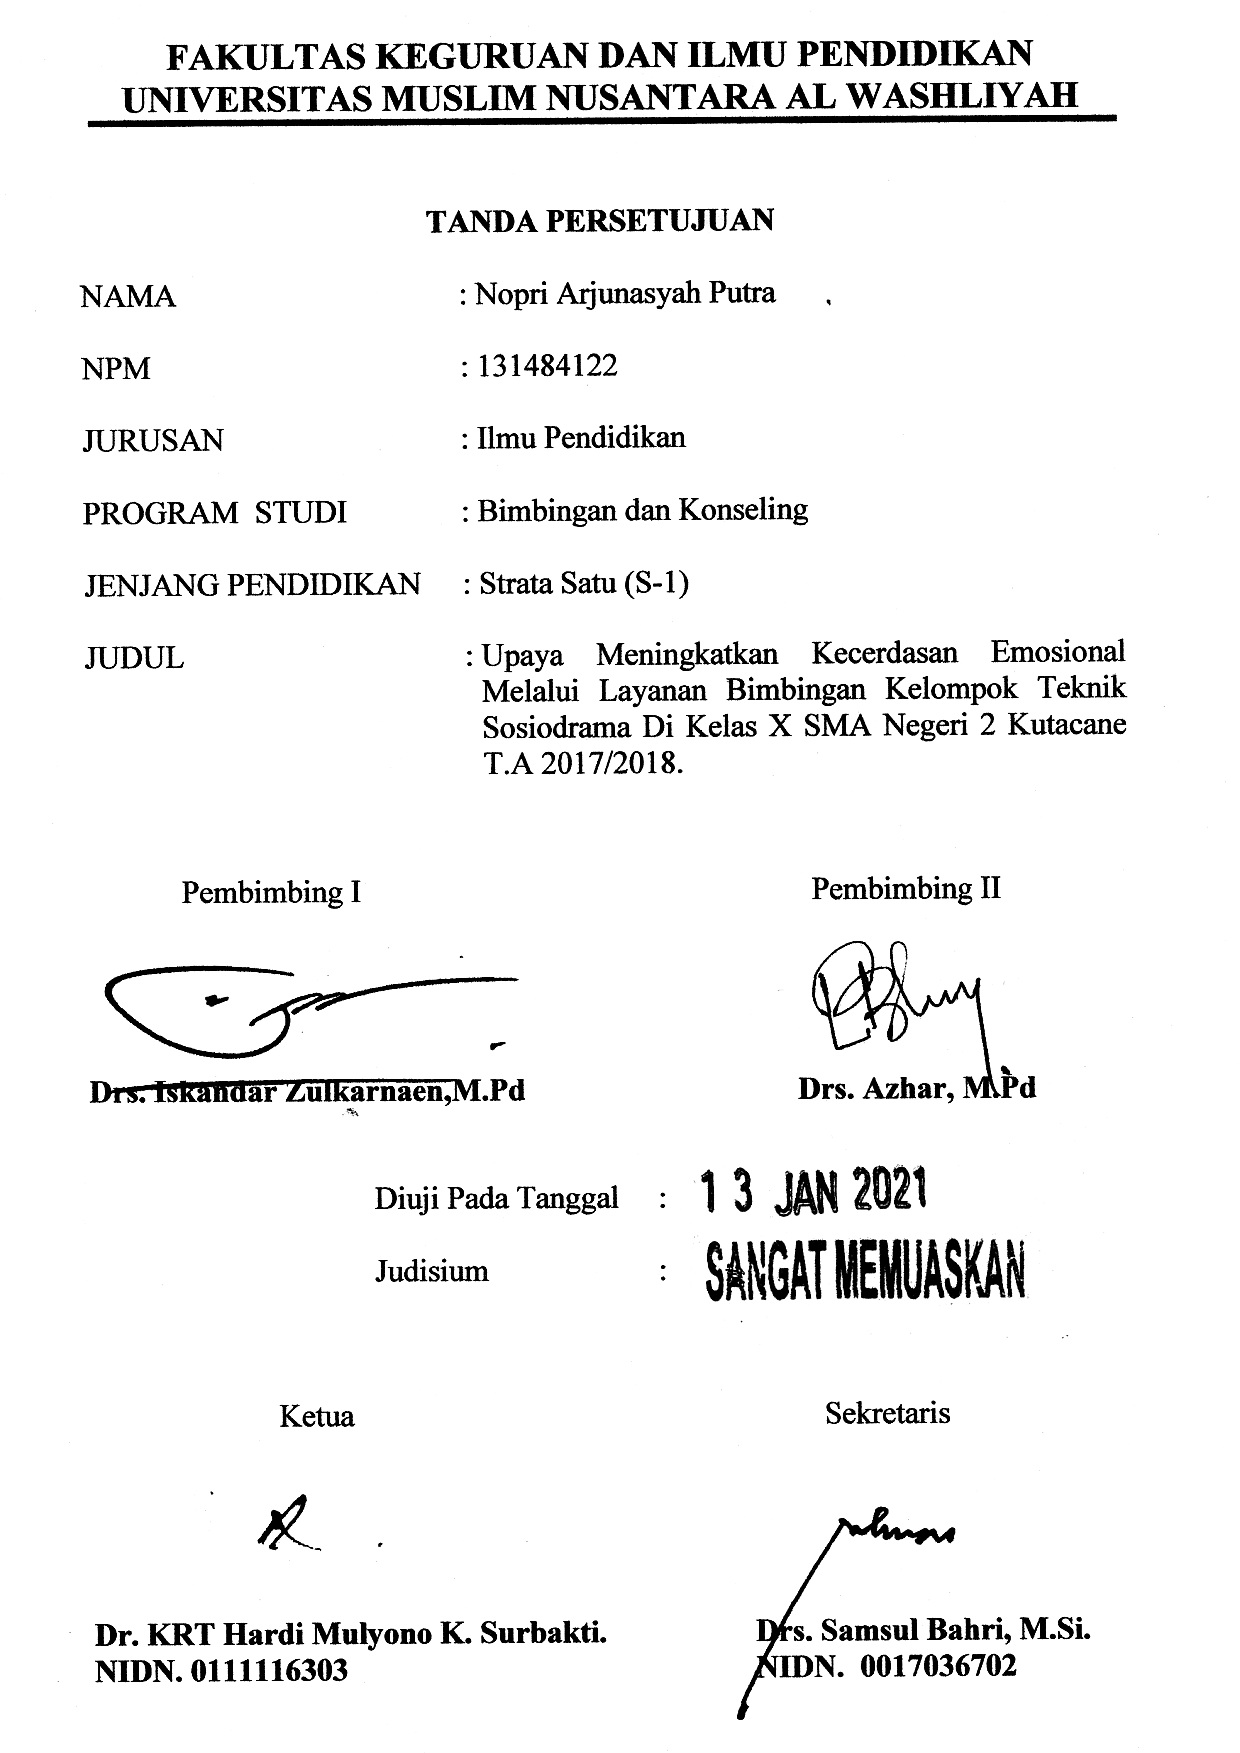 FAKULTAS KEGURUAN DAN ILMU PENDIDIKAN
UNIVERSITAS MUSLIM NUSANTARA AL WASHLIYAH
TANDA PERSETUJUAN
NAMA : Nopri Arjunasyah Putra
NPM : 131484122
JURUSAN : Ilmu Pendidikan
PROGRAM STUDI : Bimbingan dan Konseling
JENJANG PENDIDIKAN : Strata Satu (S-1)
JUDUL : Upaya Meningkatkan Kecerdasan Emosional
Melalui Layanan Bimbingan Kelompok Teknik
Sosiodrama Di Kelas X SMA Negeri 2 Kutacane
T.A 2017/2018.
Pembimbing I Pembimbing II
Drs. Iskandar Zulkarnaen,M.Pd Drs. Azhar, M.Pd
Diuji Pada Tanggal : 13 JAN 2021
Judisium : SANGAT MEMUASKAN
Ketua Sekretaris
Dr. KRT Hardi Mulyono K. Surbakti. Drs. Samsul Bahri, M.Si.
NIDN. 0111116303 NIDN. 0017036702